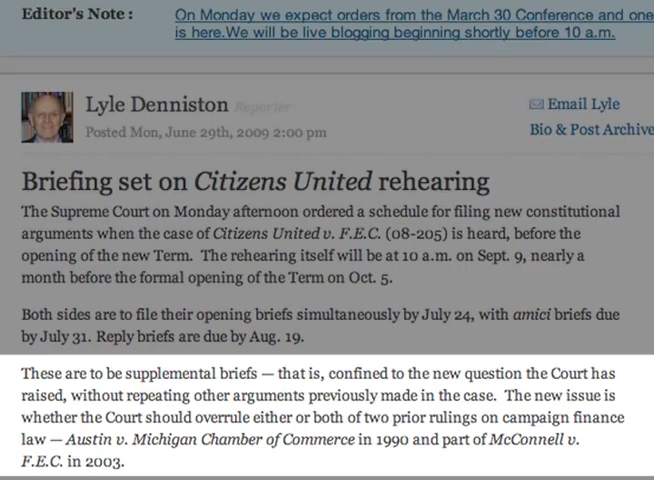 Editor's Note :
On Monday we expect orders from the March 30 Conference and one
is here.We will be live blogging beginning shortly before 10 a.m.
Lyle Denniston Reporter
Email Lyle
Posted Mon, June 29th, 2009 2:00 pm
Bio & Post Archive
Briefing set on Citizens United rehearing
The Supreme Court on Monday afternoon ordered a schedule for filing new constitutional
arguments when the case of Citizens United v. F.E.C. (08-205) is heard, before the
opening of the new Term. The rehearing itself will be at 10 a.m. on Sept. 9, nearly a
month before the formal opening of the Term on Oct. 5.
Both sides are to file their opening briefs simultaneously by July 24, with amici briefs due
by July 31. Reply briefs are due by Aug. 19.
These are to be supplemental briefs — that is, confined to the new question the Court has
raised, without repeating other arguments previously made in the case. The new issue is
whether the Court should overrule either or both of two prior rulings on campaign finance
law — Austin v. Michigan Chamber of Commerce in 1990 and part of McConnell v.
F.E.C. in 2003.